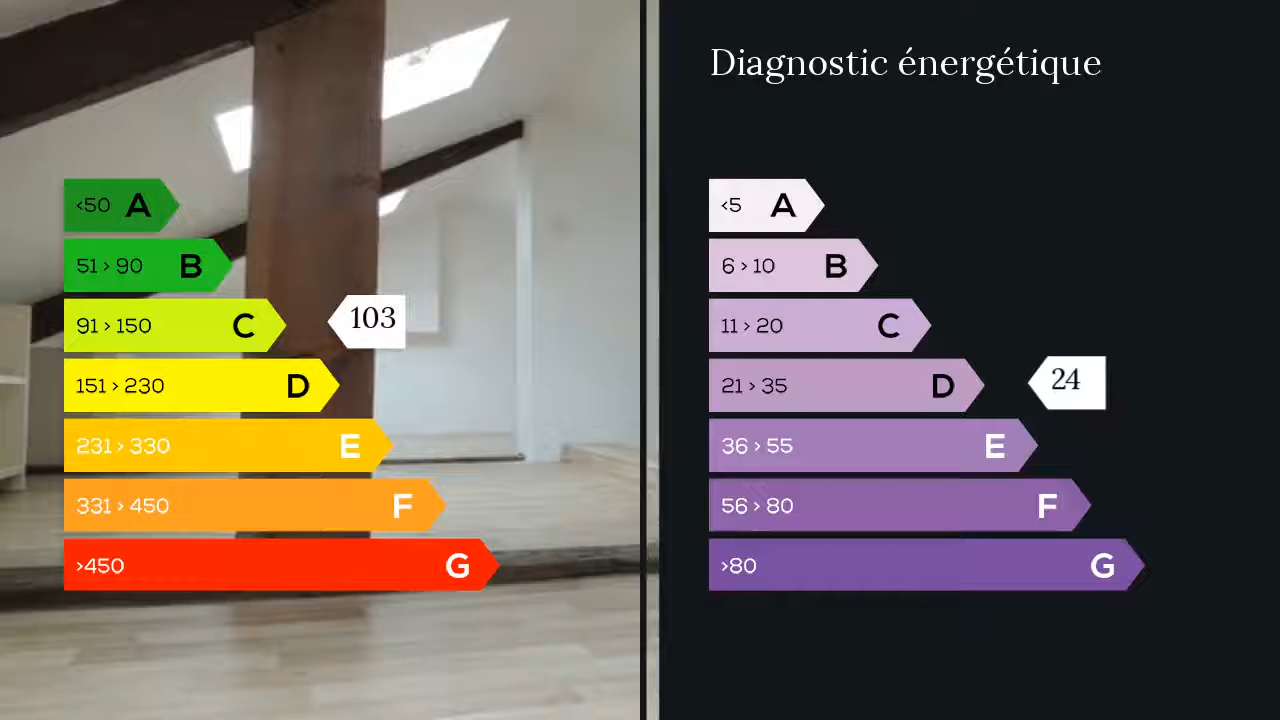 <50 A
51 > 90 B
91 > 150 C
103
151 > 230 D
231 > 330 E
331 > 450 F
>450 G
Diagnostic énergétique
<5 A
6 > 10 B
11 > 20 C
21 > 35 D
24
36 > 55 E
56 > 80 F
>80 G